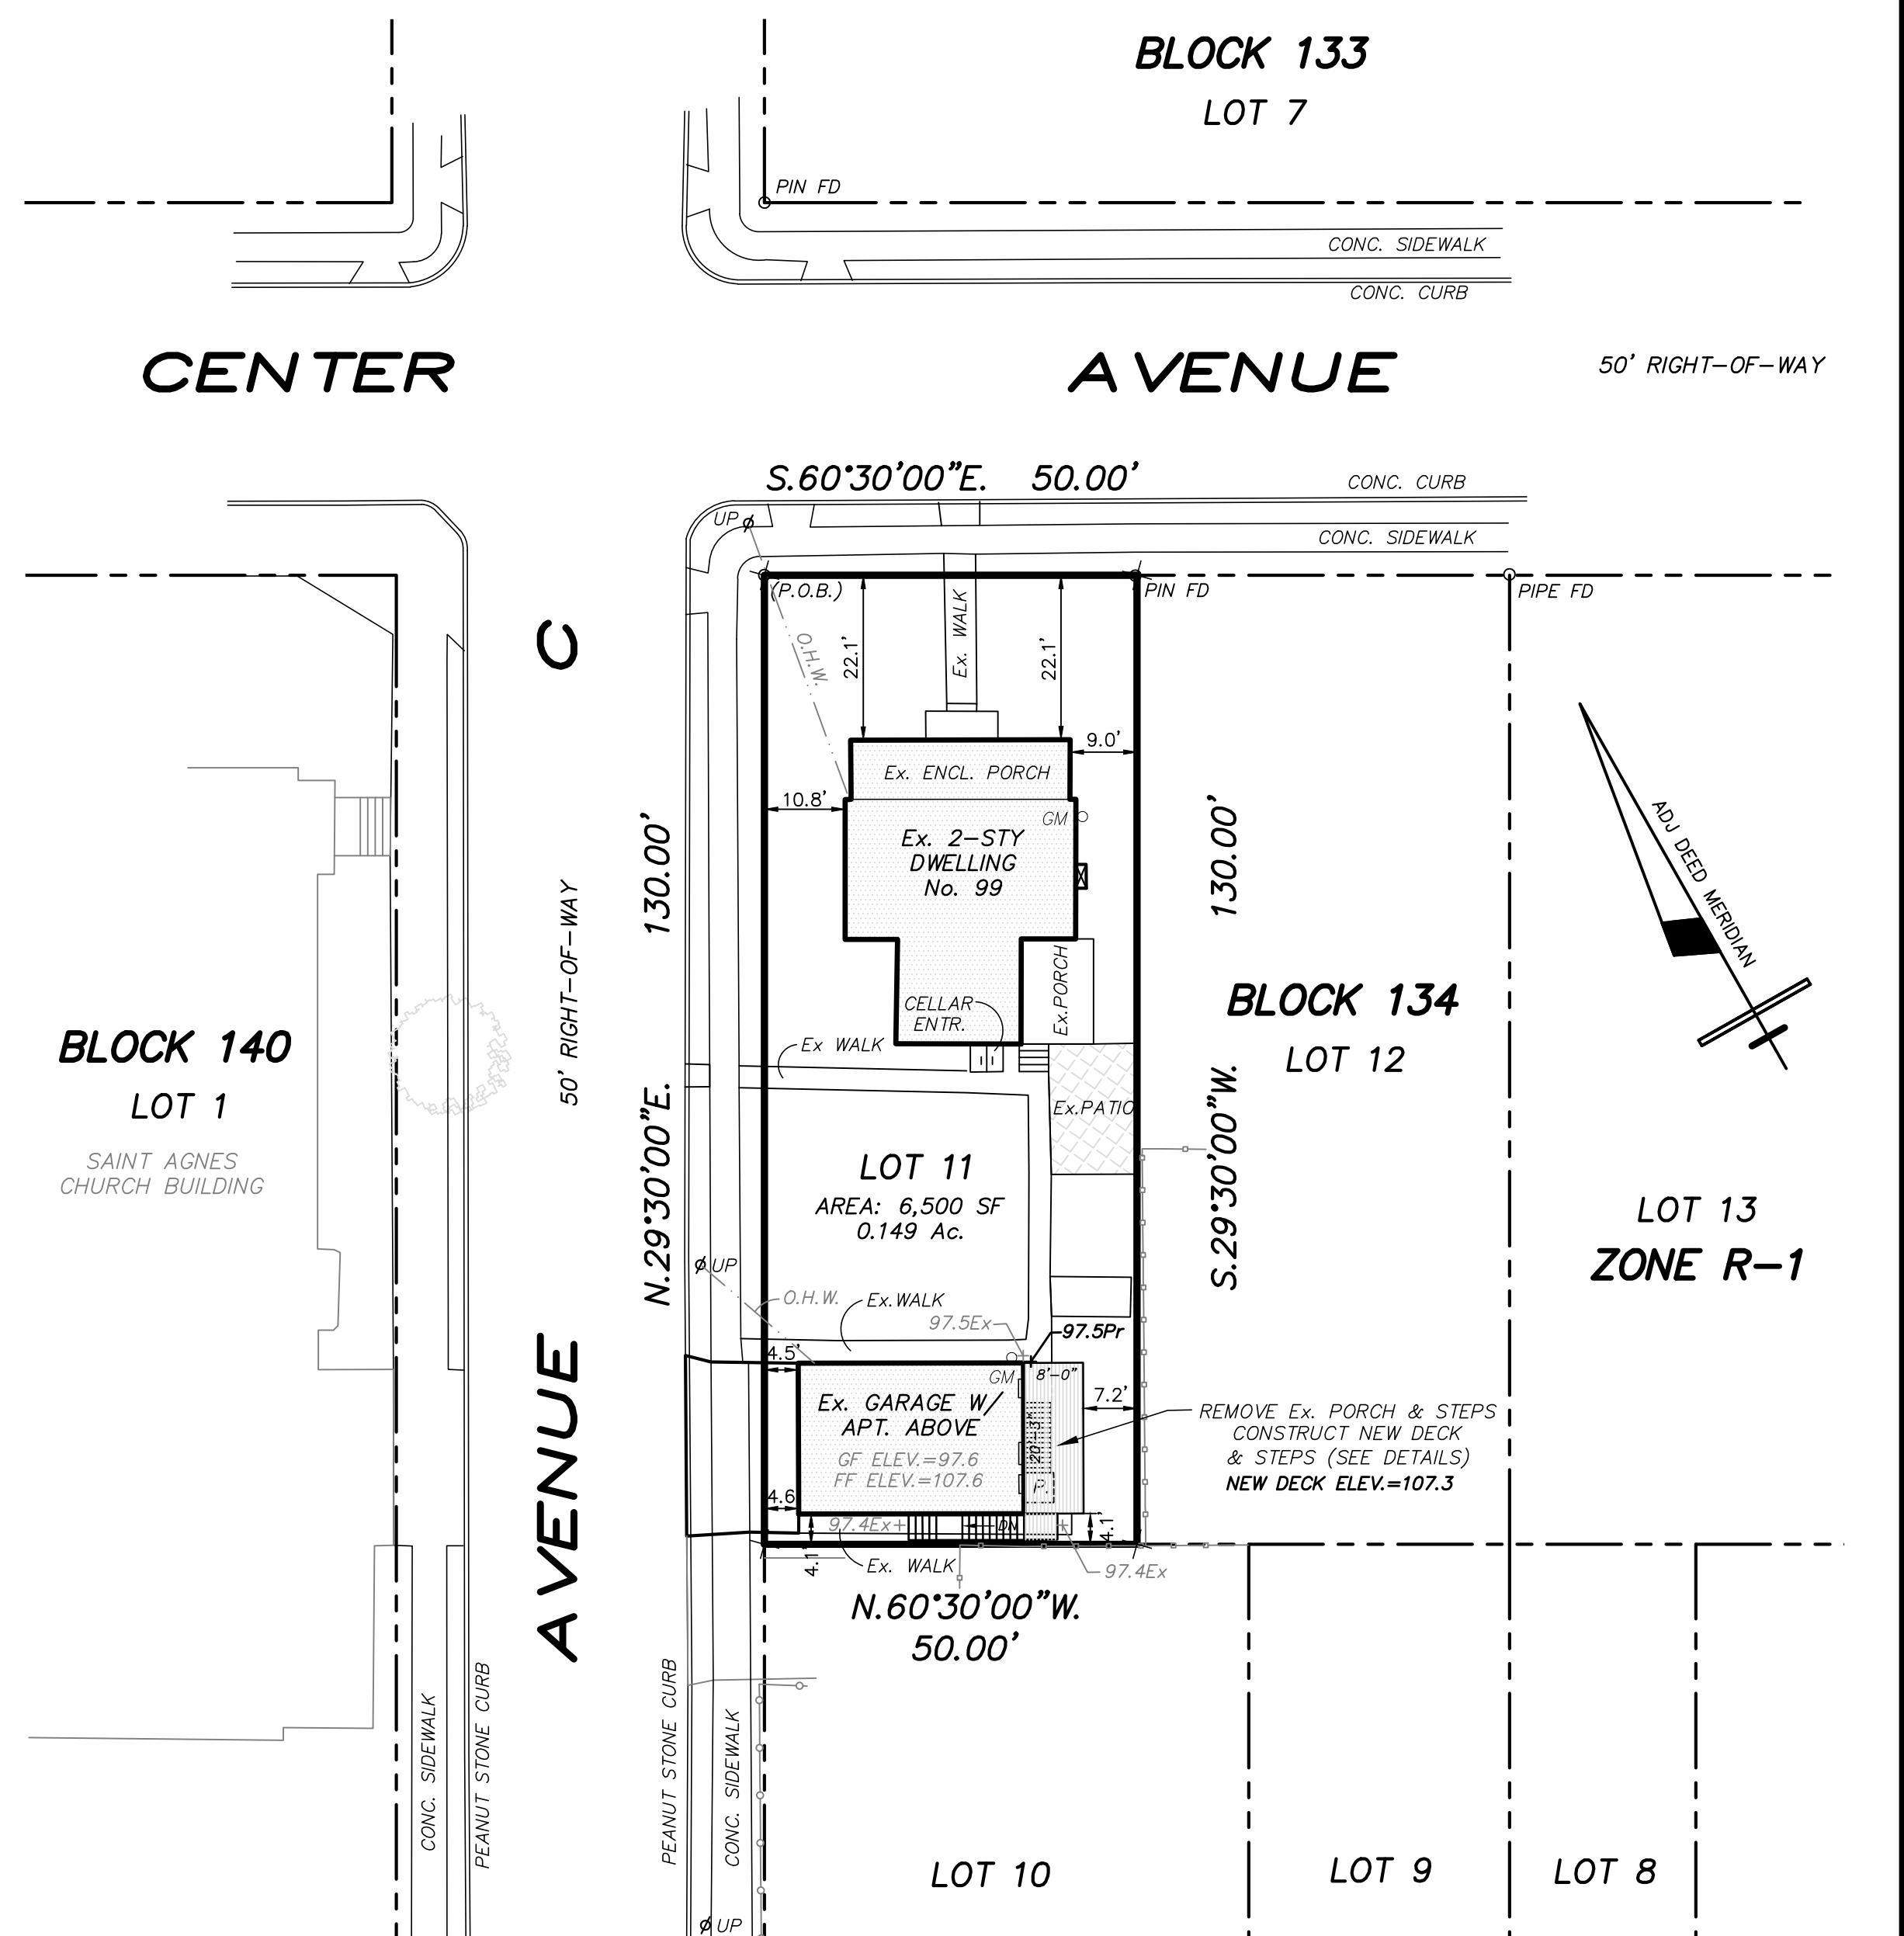 BLOCK 133
LOT 7
PIN FD
CONC. SIDEWALK
CONC. CURB
CENTER AVENUE
50' RIGHT-OF-WAY
S.60°30'00"E. 50.00'
CONC. CURB
UP
CONC. SIDEWALK
(P.O.B.)
PIN FD
PIPE FD
O.H.W.
22.1'
Ex. WALK
22.1'
C AVENUE
50' RIGHT-OF-WAY
9.0'
Ex. ENCL. PORCH
10.8'
GM
Ex. 2-STY
DWELLING
No. 99
N.29°30'00"E. 130.00'
S.29°30'00"W. 130.00'
ADJ DEED MERIDIAN
Ex.PORCH
CELLAR
ENTR.
Ex WALK
BLOCK 134
LOT 12
BLOCK 140
LOT 1
SAINT AGNES
CHURCH BUILDING
Ex.PATIO
LOT 11
AREA: 6,500 SF
0.149 Ac.
LOT 13
ZONE R-1
UP
O.H.W.
Ex.WALK
97.5Ex
97.5Pr
4.5'
GM
8'-0"
7.2'
Ex. GARAGE W/
APT. ABOVE
GF ELEV.=97.6
FF ELEV.=107.6
20'-3"
P.
REMOVE Ex. PORCH & STEPS
CONSTRUCT NEW DECK
& STEPS (SEE DETAILS)
NEW DECK ELEV.=107.3
4.6
97.4Ex
DN
4.1'
4.1'
Ex. WALK
97.4Ex
N.60°30'00"W.
50.00'
CONC. SIDEWALK
PEANUT STONE CURB
PEANUT STONE CURB
CONC. SIDEWALK
LOT 10
LOT 9
LOT 8
UP